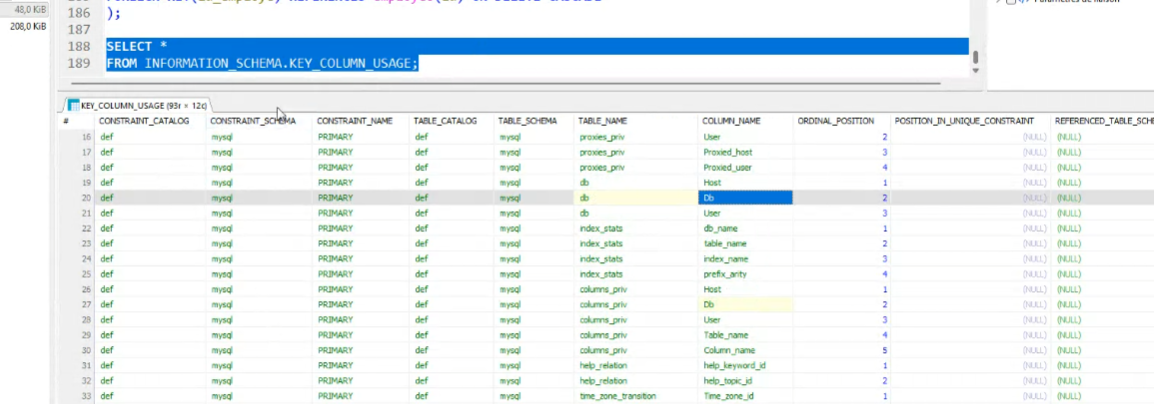 48,0 KiB
208,0 KiB
186 );
187
188 SELECT *
189 FROM INFORMATION_SCHEMA.KEY_COLUMN_USAGE;
KEY_COLUMN_USAGE (93r × 12c)
# CONSTRAINT_CATALOG CONSTRAINT_SCHEMA CONSTRAINT_NAME TABLE_CATALOG TABLE_SCHEMA TABLE_NAME COLUMN_NAME ORDINAL_POSITION POSITION_IN_UNIQUE_CONSTRAINT REFERENCED_TABLE_SCHE
16 def mysql PRIMARY def mysql proxies_priv User 2 (NULL) (NULL)
17 def mysql PRIMARY def mysql proxies_priv Proxied_host 3 (NULL) (NULL)
18 def mysql PRIMARY def mysql proxies_priv Proxied_user 4 (NULL) (NULL)
19 def mysql PRIMARY def mysql db Host 1 (NULL) (NULL)
20 def mysql PRIMARY def mysql db Db 2 (NULL) (NULL)
21 def mysql PRIMARY def mysql db User 3 (NULL) (NULL)
22 def mysql PRIMARY def mysql index_stats db_name 1 (NULL) (NULL)
23 def mysql PRIMARY def mysql index_stats table_name 2 (NULL) (NULL)
24 def mysql PRIMARY def mysql index_stats index_name 3 (NULL) (NULL)
25 def mysql PRIMARY def mysql index_stats prefix_arity 4 (NULL) (NULL)
26 def mysql PRIMARY def mysql columns_priv Host 1 (NULL) (NULL)
27 def mysql PRIMARY def mysql columns_priv Db 2 (NULL) (NULL)
28 def mysql PRIMARY def mysql columns_priv User 3 (NULL) (NULL)
29 def mysql PRIMARY def mysql columns_priv Table_name 4 (NULL) (NULL)
30 def mysql PRIMARY def mysql columns_priv Column_name 5 (NULL) (NULL)
31 def mysql PRIMARY def mysql help_relation help_keyword_id 1 (NULL) (NULL)
32 def mysql PRIMARY def mysql help_relation help_topic_id 2 (NULL) (NULL)
33 def mysql PRIMARY def mysql time_zone_transition Time_zone_id 1 (NULL) (NULL)